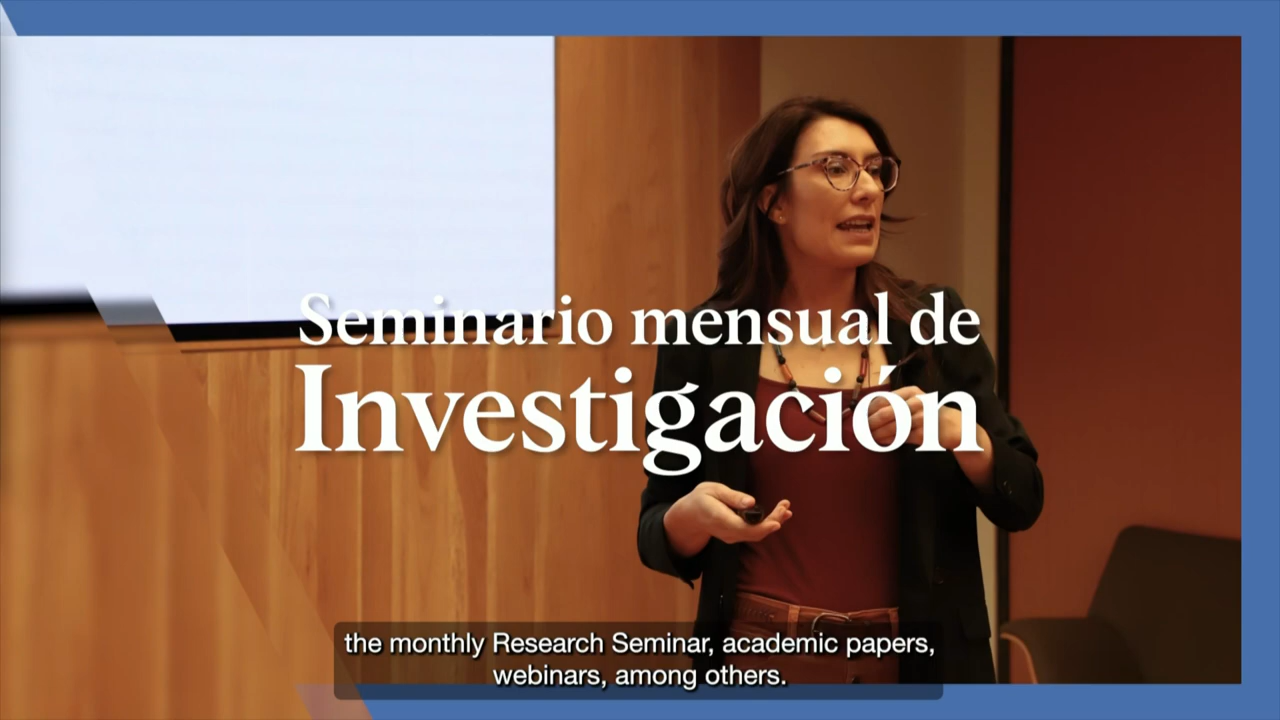 Seminario mensual de
Investigación
the monthly Research Seminar, academic papers,
webinars, among others.